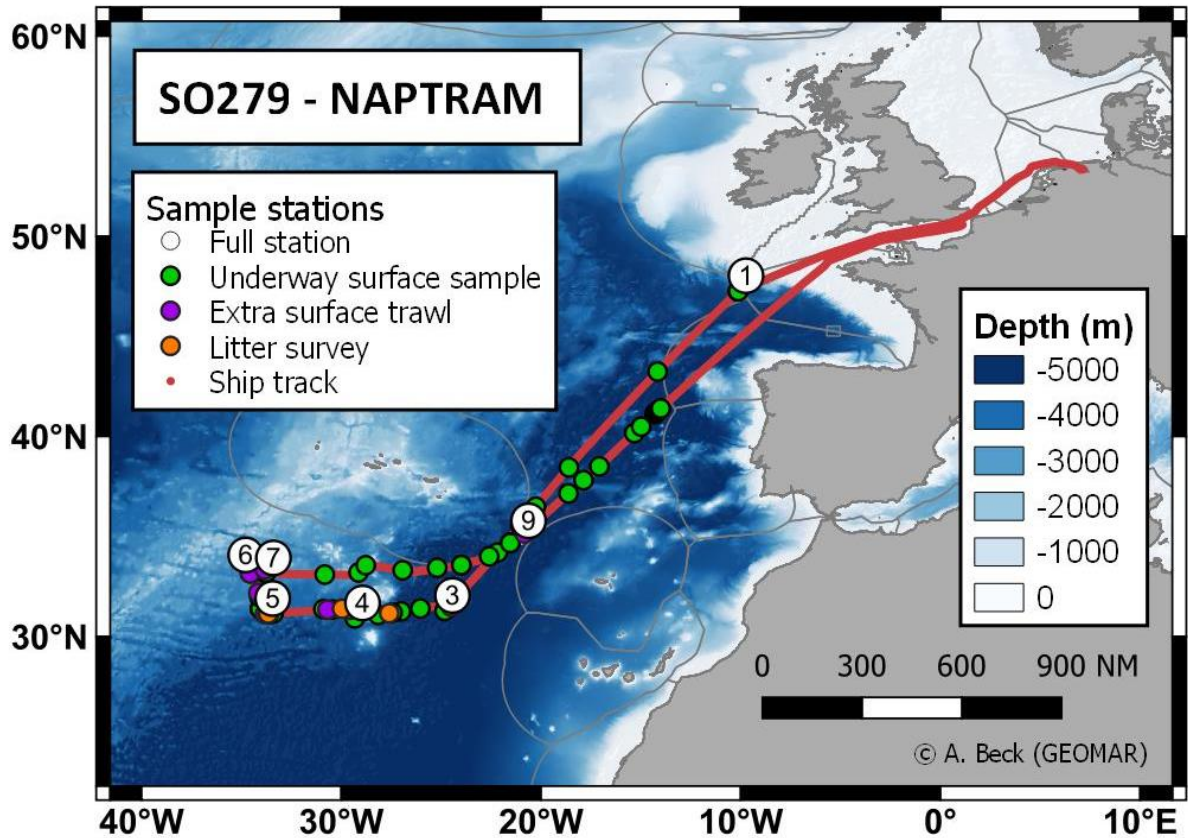 60°N
50°N
40°N
30°N
SO279 - NAPTRAM
Sample stations
Full station
Underway surface sample
Extra surface trawl
Litter survey
Ship track
1
9
6
7
5
4
3
Depth (m)
-5000
-4000
-3000
-2000
-1000
0
0 300 600 900 NM
© A. Beck (GEOMAR)
40°W 30°W 20°W 10°W 0° 10°E